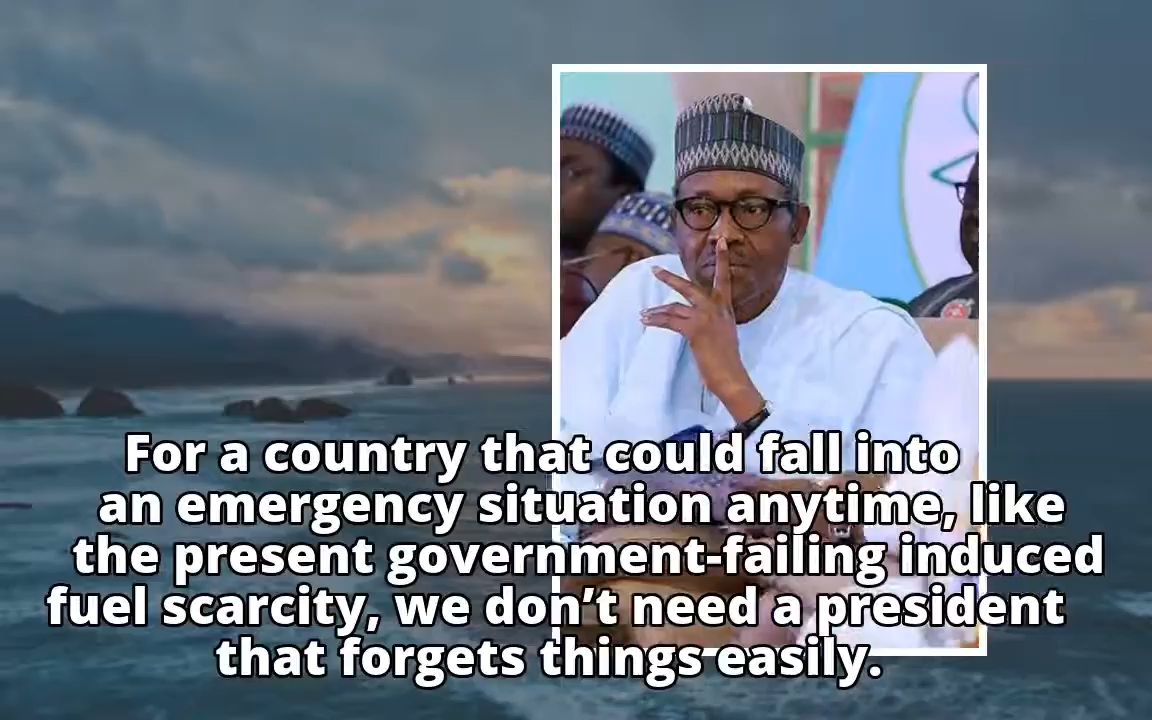 For a country that could fall into
an emergency situation anytime, like
the present government-failing induced
fuel scarcity, we don’t need a president
that forgets things easily.